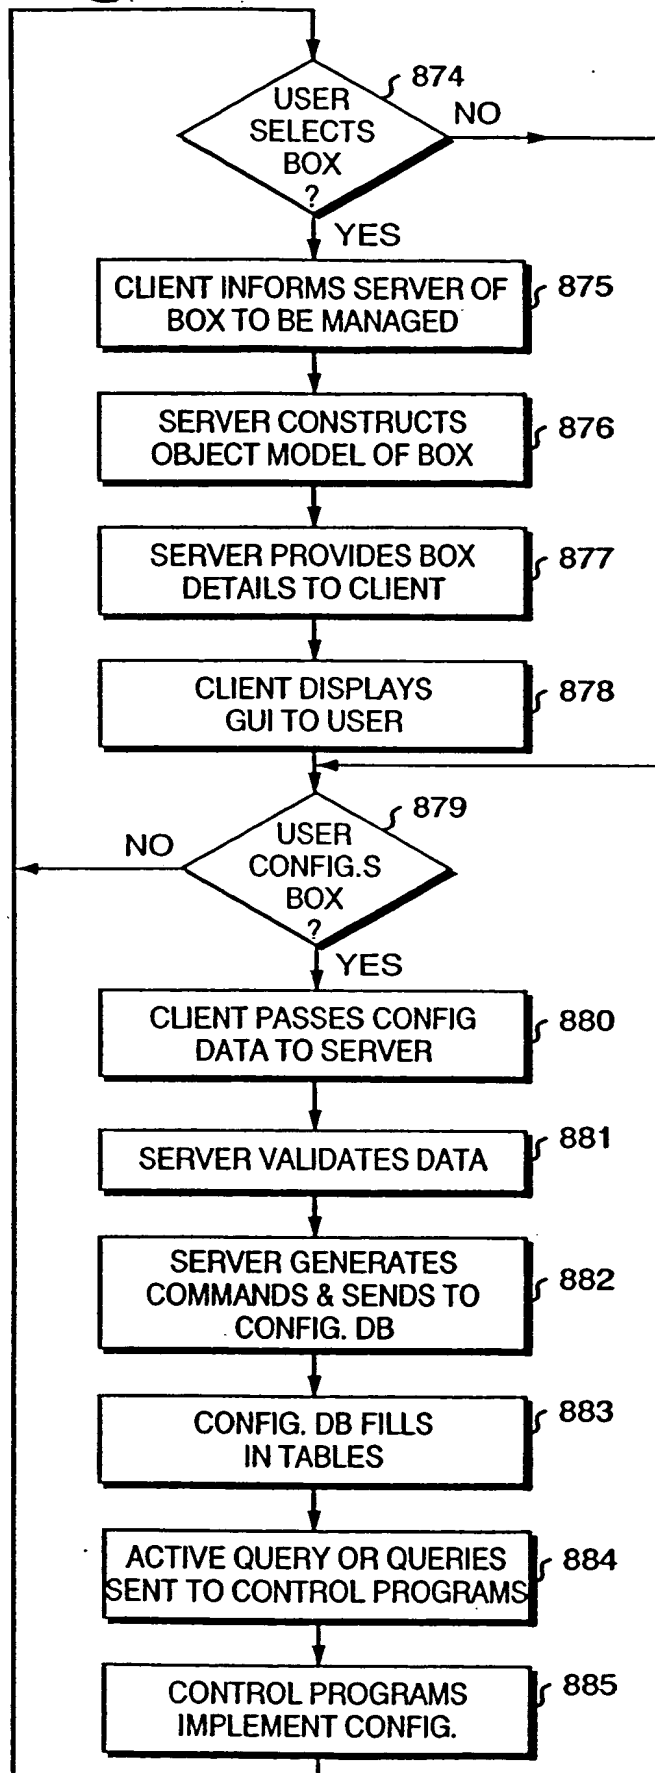 874
USER
SELECTS
BOX
?
NO
YES
CLIENT INFORMS SERVER OF
BOX TO BE MANAGED
875
SERVER CONSTRUCTS
OBJECT MODEL OF BOX
876
SERVER PROVIDES BOX
DETAILS TO CLIENT
877
CLIENT DISPLAYS
GUI TO USER
878
879
USER
CONFIG.S
BOX
?
NO
YES
CLIENT PASSES CONFIG
DATA TO SERVER
880
SERVER VALIDATES DATA
881
SERVER GENERATES
COMMANDS & SENDS TO
CONFIG. DB
882
CONFIG. DB FILLS
IN TABLES
883
ACTIVE QUERY OR QUERIES
SENT TO CONTROL PROGRAMS
884
CONTROL PROGRAMS
IMPLEMENT CONFIG.
885